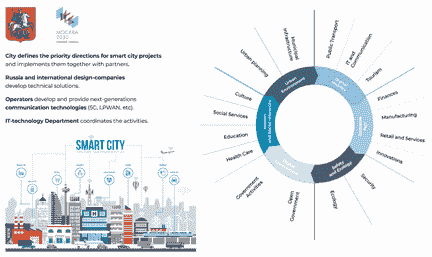 МОСКВА
2030
City defines the priority directions for smart city projects
and implements them together with partners.
Russia and international design-companies
develop technical solutions.
Operators develop and provide next-generations
communication technologies (5G, LPWAN, etc).
IT-technology Department coordinates the activities.
SMART CITY
Urban planning
Municipal
Infrastructure
Public Transport
IT and
Communication
Tourism
Finances
Manufacturing
Retail and Services
Innovations
Security
Ecology
Open
Government
Government
Activities
Health Care
Education
Social Services
Culture
Urban
Environment
Safety
and Ecology